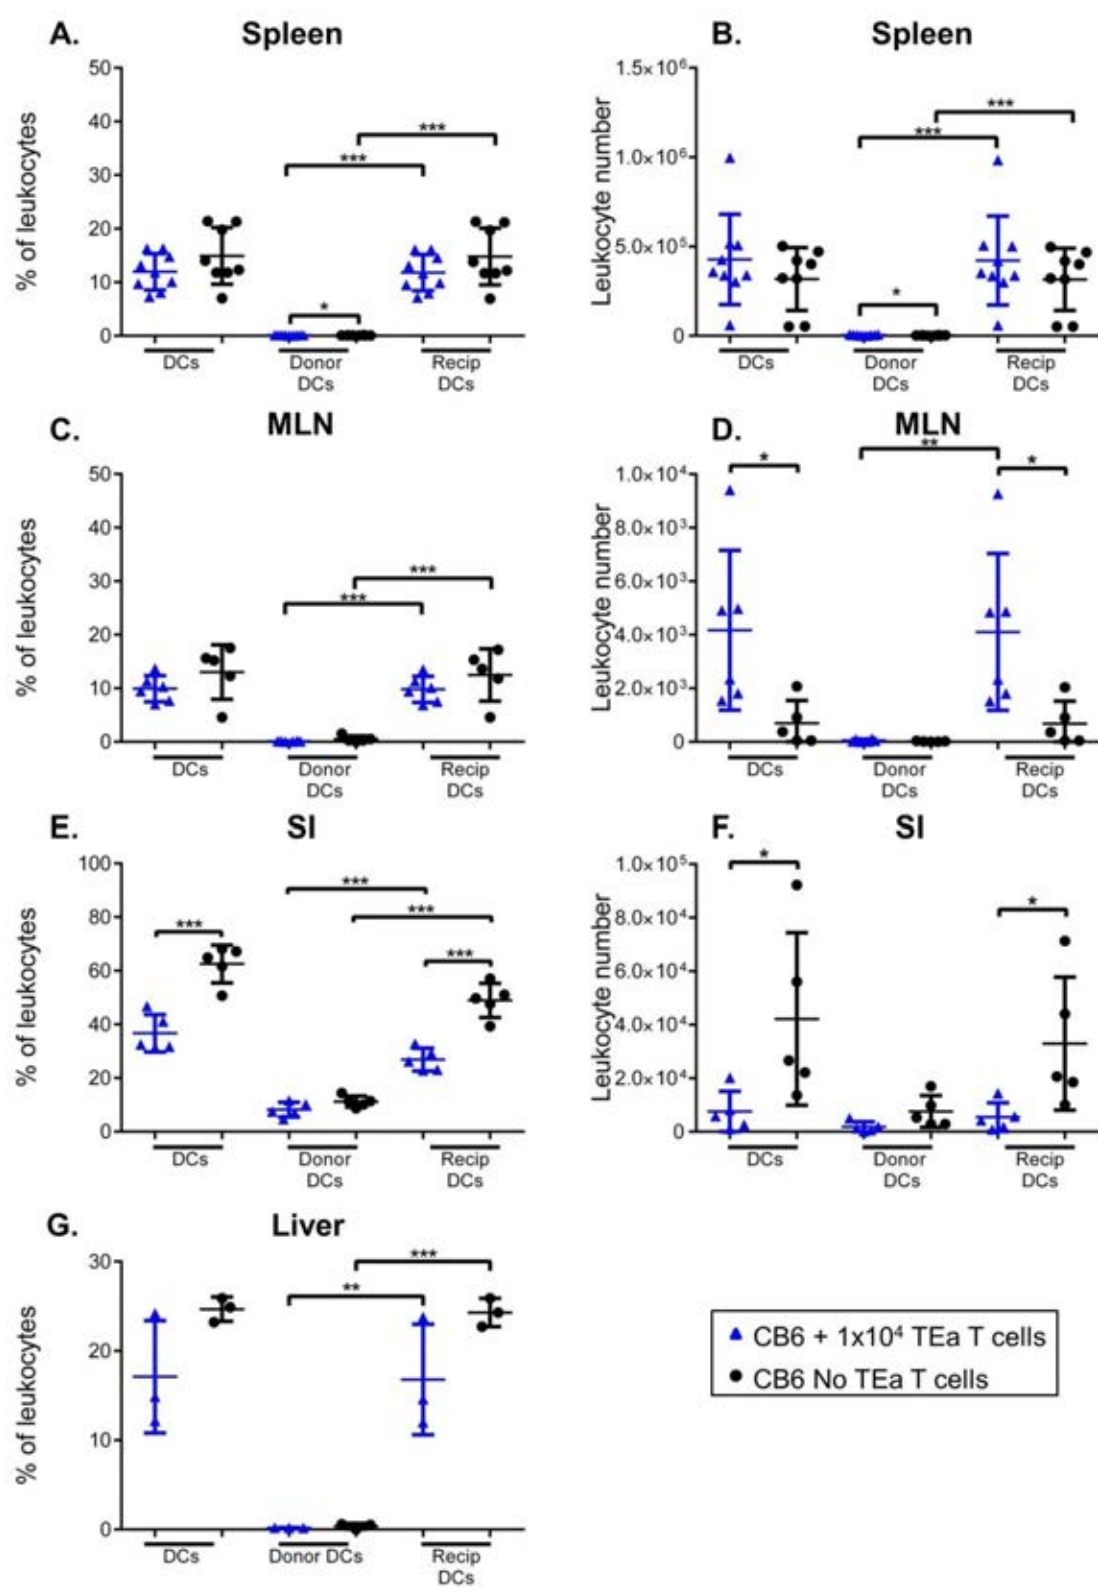 A. Spleen
50
40
30
20
10
0
% of leukocytes
***
***
*
DCs
Donor DCs
Recip DCs
B. Spleen
1.5×10⁶
1.0×10⁶
5.0×10⁵
0
Leukocyte number
***
***
*
DCs
Donor DCs
Recip DCs
C. MLN
50
40
30
20
10
0
% of leukocytes
***
***
DCs
Donor DCs
Recip DCs
D. MLN
1.0×10⁴
8.0×10³
6.0×10³
4.0×10³
2.0×10³
0
Leukocyte number
*
**
*
DCs
Donor DCs
Recip DCs
E. SI
100
80
60
40
20
0
% of leukocytes
***
***
***
***
DCs
Donor DCs
Recip DCs
F. SI
1.0×10⁵
8.0×10⁴
6.0×10⁴
4.0×10⁴
2.0×10⁴
0
Leukocyte number
*
*
DCs
Donor DCs
Recip DCs
G. Liver
30
20
10
0
% of leukocytes
***
**
DCs
Donor DCs
Recip DCs
CB6 + 1x10⁴ TEa T cells
CB6 No TEa T cells